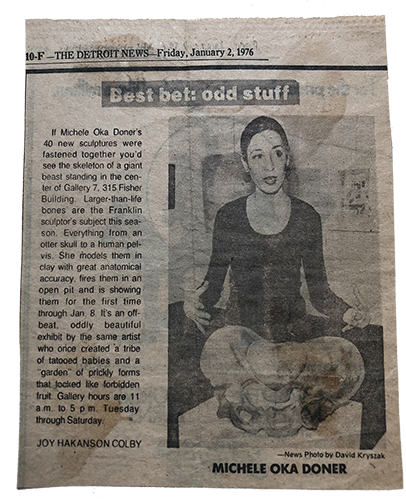 10-F —THE DETROIT NEWS—Friday, January 2, 1976
Best bet: odd stuff
If Michele Oka Doner's
40 new sculptures were
fastened together you'd
see the skeleton of a giant
beast standing in the cen-
ter of Gallery 7, 315 Fisher
Building. Larger-than-life
bones are the Franklin
sculptor's subject this sea-
son. Everything from an
otter skull to a human pel-
vis. She models them in
clay with great anatomical
accuracy, fires them in an
open pit and is showing
them for the first time
through Jan. 8. It's an off-
beat, oddly beautiful
exhibit by the same artist
who once created a tribe
of tatooed babies and a
"garden" of prickly forms
that looked like forbidden
fruit. Gallery hours are 11
a.m. to 5 p.m. Tuesday
through Saturday.
JOY HAKANSON COLBY
—News Photo by David Kryszak
MICHELE OKA DONER